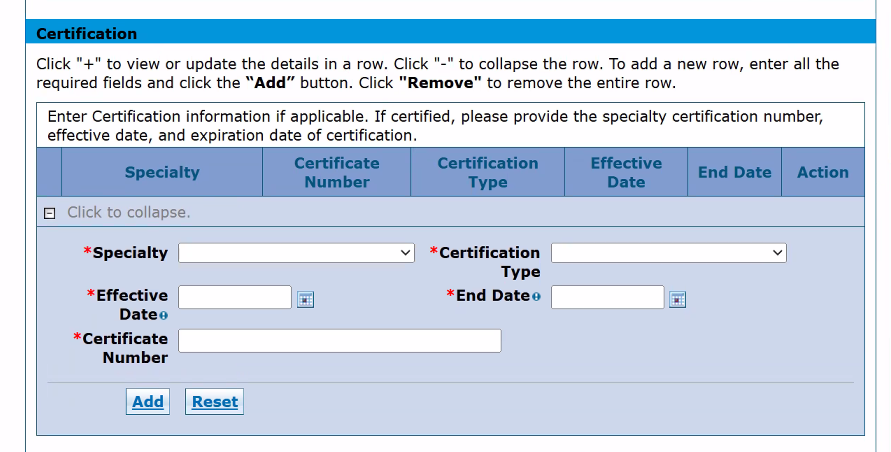 Certification
Click "+" to view or update the details in a row. Click "-" to collapse the row. To add a new row, enter all the
required fields and click the “Add” button. Click "Remove" to remove the entire row.
Enter Certification information if applicable. If certified, please provide the specialty certification number,
effective date, and expiration date of certification.
Specialty
Certificate
Number
Certification
Type
Effective
Date
End Date
Action
Click to collapse.
*Specialty
*Certification
Type
*Effective
Date
*End Date
*Certificate
Number
Add
Reset